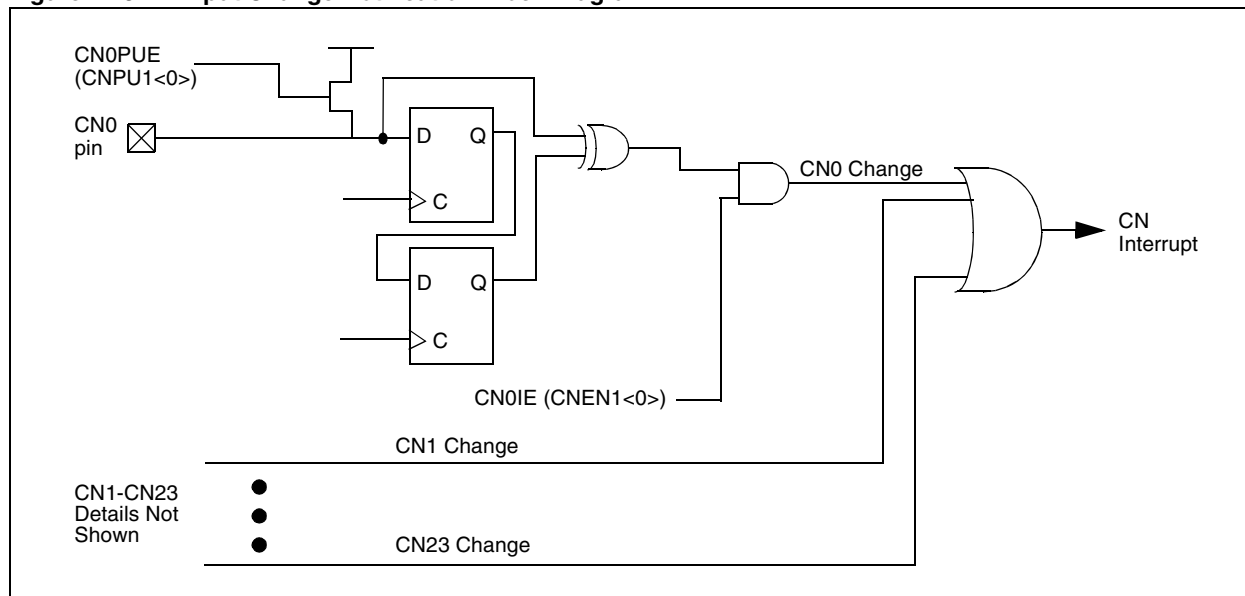 CN0PUE
(CNPU1<0>)
CN0
pin
D Q
C
D Q
C
CN0 Change
CN
Interrupt
CN0IE (CNEN1<0>)
CN1 Change
CN1-CN23
Details Not
Shown
CN23 Change